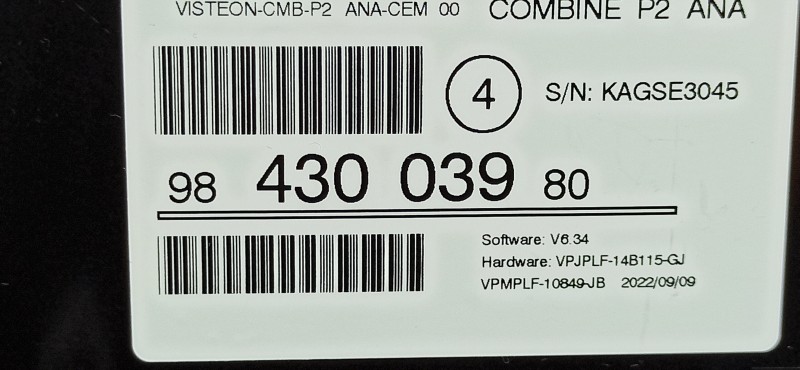 VISTEON-CMB-P2 ANA-CEM 00 COMBINE P2 ANA
4 S/N: KAGSE3045
98 430 039 80
Software: V6.34
Hardware: VPJPLF-14B115-GJ
VPMPLF-10849-JB 2022/09/09